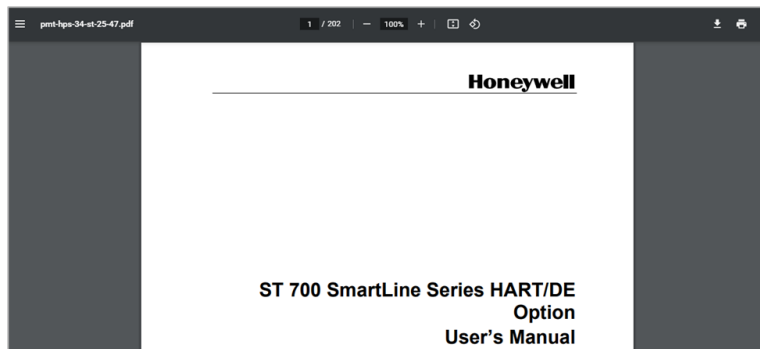 pmt-hps-34-st-25-47.pdf
1 / 202
100%
Honeywell
ST 700 SmartLine Series HART/DE
Option
User's Manual